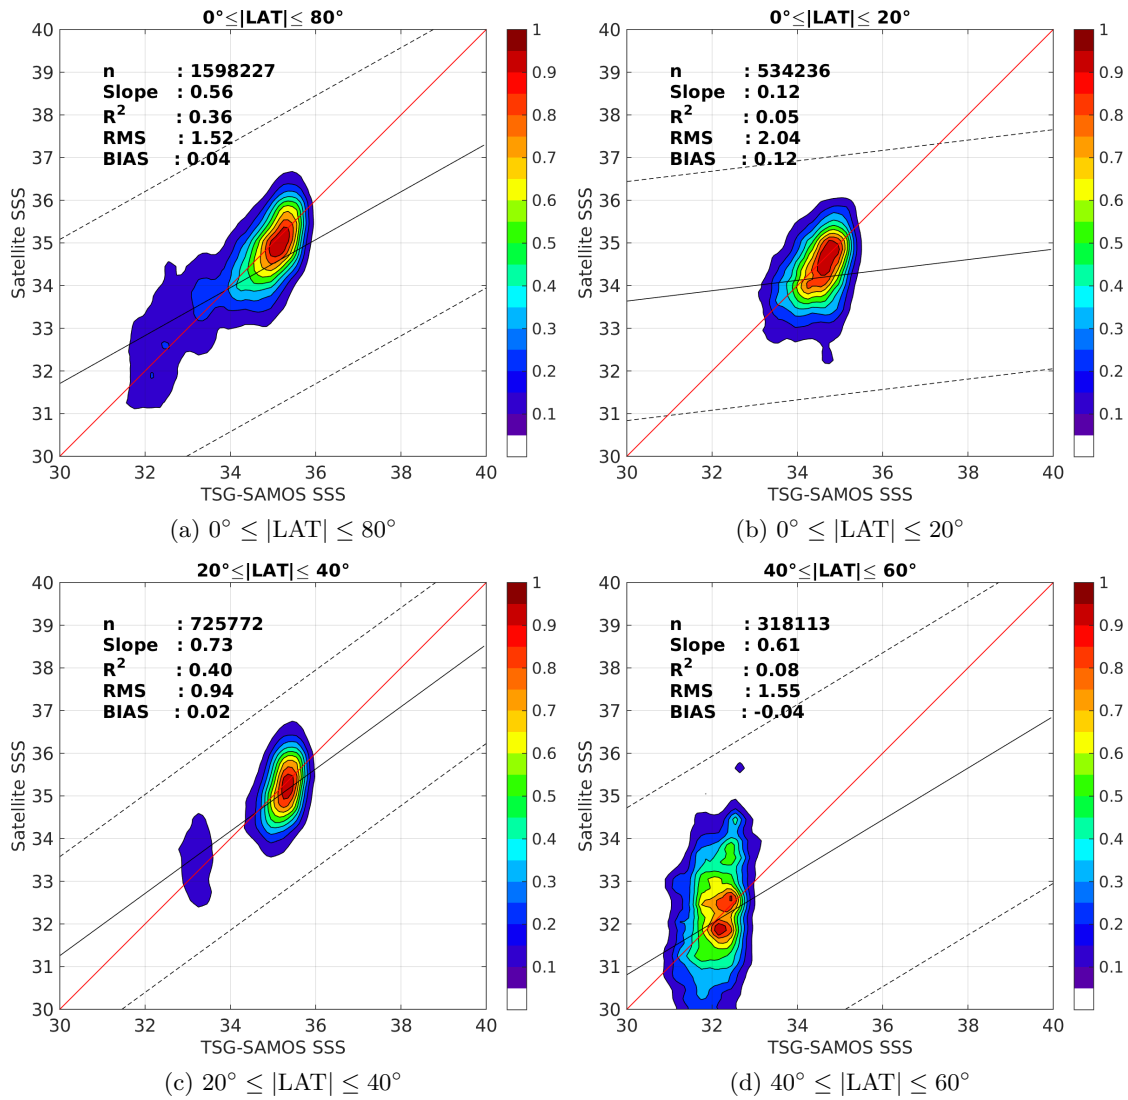 0°≤|LAT|≤ 80°
n : 1598227
Slope : 0.56
R² : 0.36
RMS : 1.52
BIAS : 0.04
Satellite SSS
40
39
38
37
36
35
34
33
32
31
30
30 32 34 36 38 40
TSG-SAMOS SSS
1
0.9
0.8
0.7
0.6
0.5
0.4
0.3
0.2
0.1
(a) 0° ≤ |LAT| ≤ 80°
0°≤|LAT|≤ 20°
n : 534236
Slope : 0.12
R² : 0.05
RMS : 2.04
BIAS : 0.12
Satellite SSS
40
39
38
37
36
35
34
33
32
31
30
30 32 34 36 38 40
TSG-SAMOS SSS
1
0.9
0.8
0.7
0.6
0.5
0.4
0.3
0.2
0.1
(b) 0° ≤ |LAT| ≤ 20°
20°≤|LAT|≤ 40°
n : 725772
Slope : 0.73
R² : 0.40
RMS : 0.94
BIAS : 0.02
Satellite SSS
40
39
38
37
36
35
34
33
32
31
30
30 32 34 36 38 40
TSG-SAMOS SSS
1
0.9
0.8
0.7
0.6
0.5
0.4
0.3
0.2
0.1
(c) 20° ≤ |LAT| ≤ 40°
40°≤|LAT|≤ 60°
n : 318113
Slope : 0.61
R² : 0.08
RMS : 1.55
BIAS : -0.04
Satellite SSS
40
39
38
37
36
35
34
33
32
31
30
30 32 34 36 38 40
TSG-SAMOS SSS
1
0.9
0.8
0.7
0.6
0.5
0.4
0.3
0.2
0.1
(d) 40° ≤ |LAT| ≤ 60°